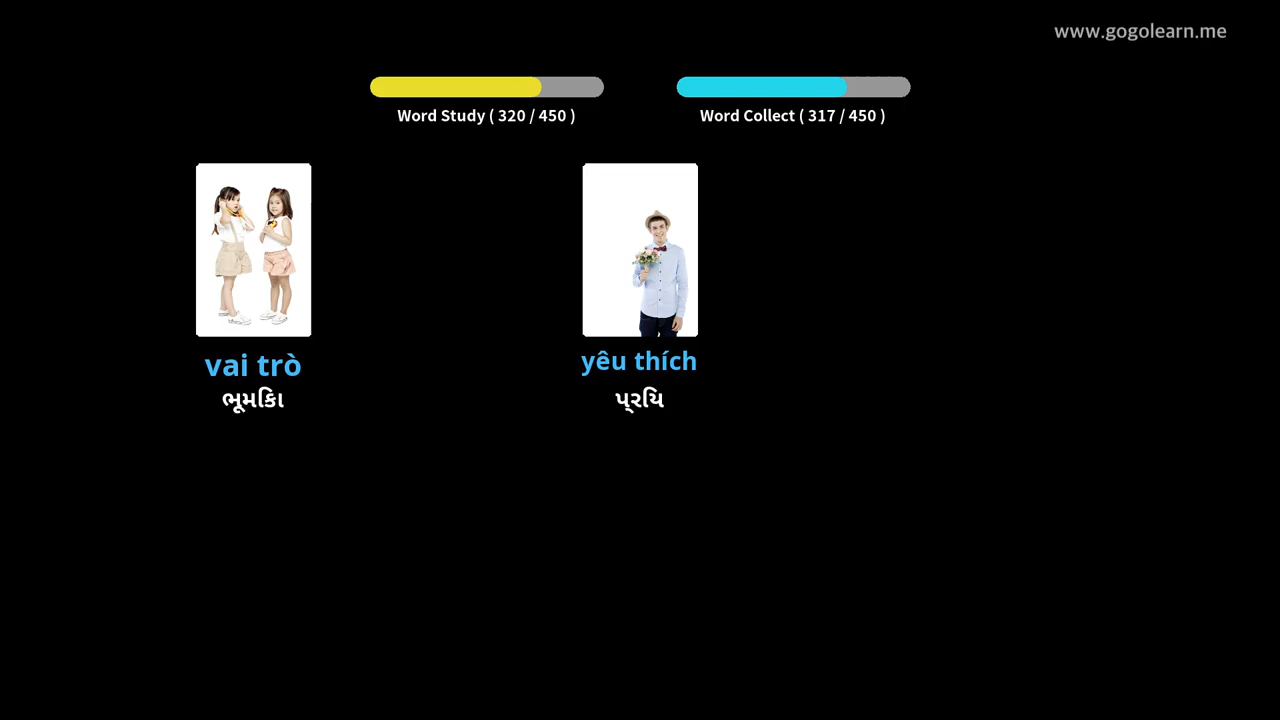 www.gogolearn.me
Word Study ( 320 / 450 )
Word Collect ( 317 / 450 )
vai trò
yêu thích
ભૂમિકા
પ્રિય